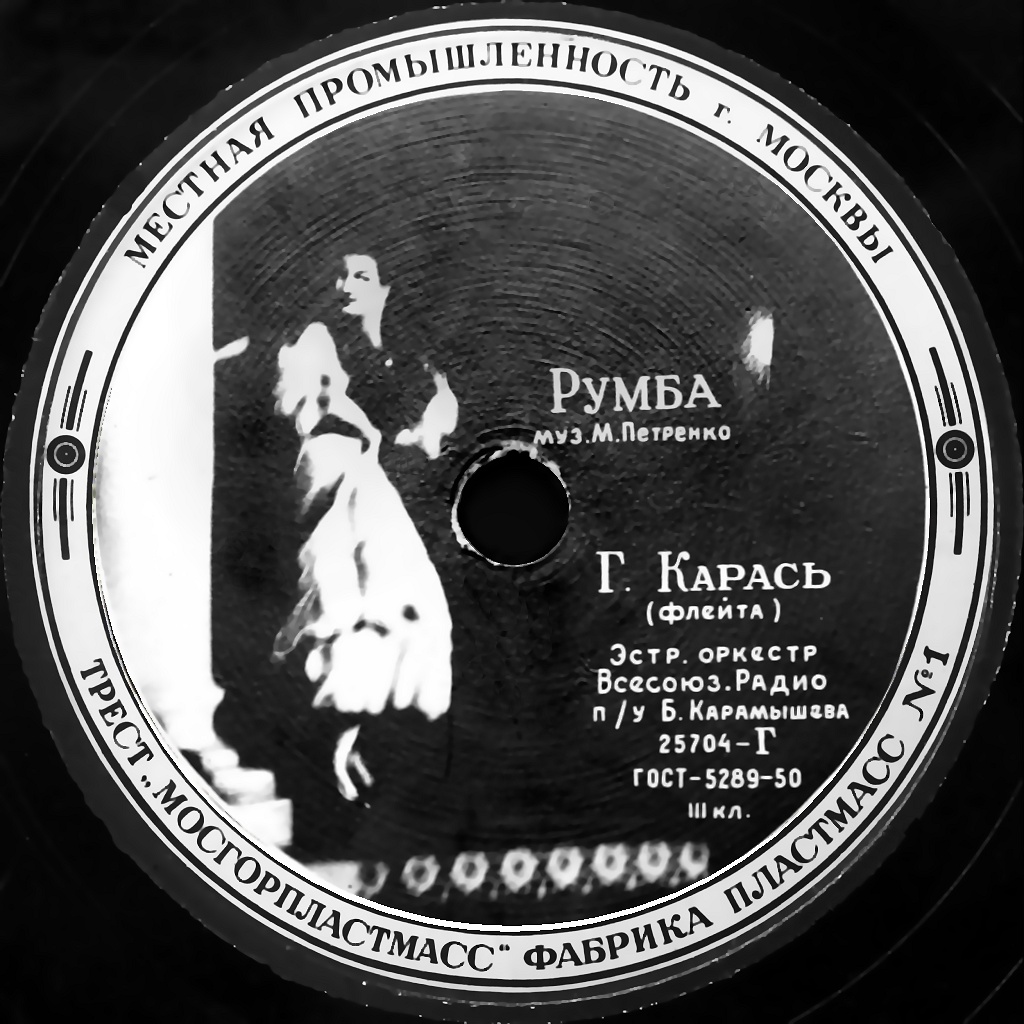 МЕСТНАЯ ПРОМЫШЛЕННОСТЬ г. МОСКВЫ
РУМБА
муз. М. Петренко
Г. КАРАСЬ
(флейта)
Эстр. оркестр
Всесоюз. Радио
п/у Б. Карамышева
25704-Г
ГОСТ-5289-50
III кл.
ТРЕСТ „МОСГОРПЛАСТМАСС" ФАБРИКА ПЛАСТМАСС №1